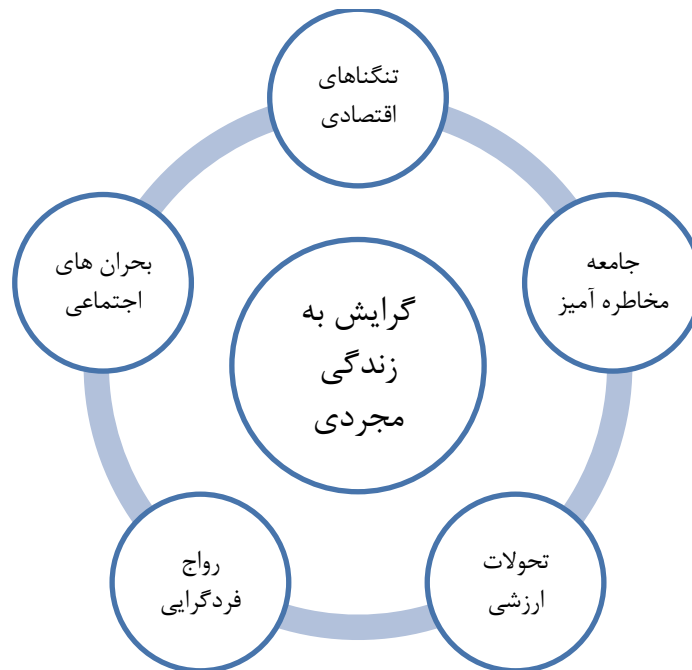 تنگناهای
اقتصادی
جامعه
مخاطره آمیز
تحولات
ارزشی
رواج
فردگرایی
بحران های
اجتماعی
گرایش به
زندگی
مجردی